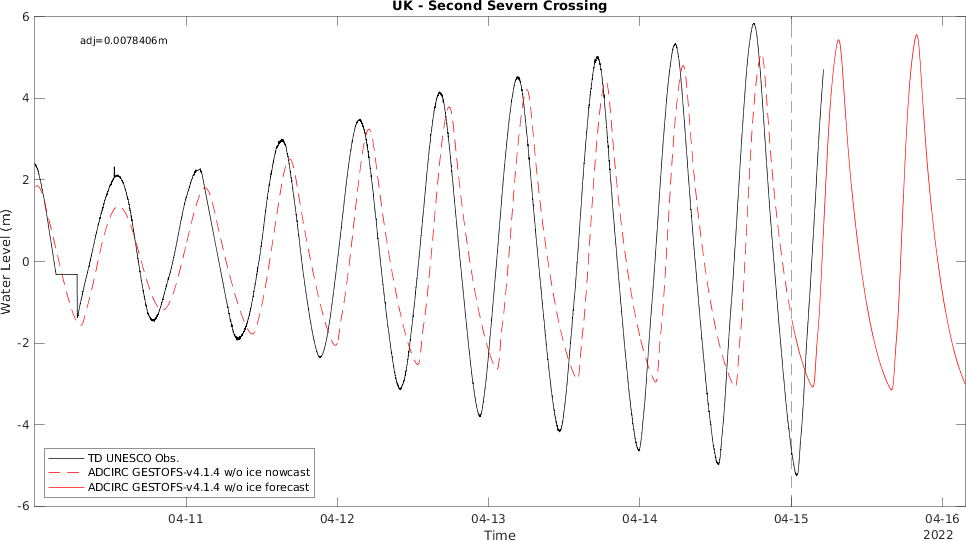 UK - Second Severn Crossing
adj=0.0078406m
6
4
2
0
-2
-4
-6
Water Level (m)
TD UNESCO Obs.
ADCIRC GESTOFS-v4.1.4 w/o ice nowcast
ADCIRC GESTOFS-v4.1.4 w/o ice forecast
04-11 04-12 04-13 04-14 04-15 04-16
Time
2022